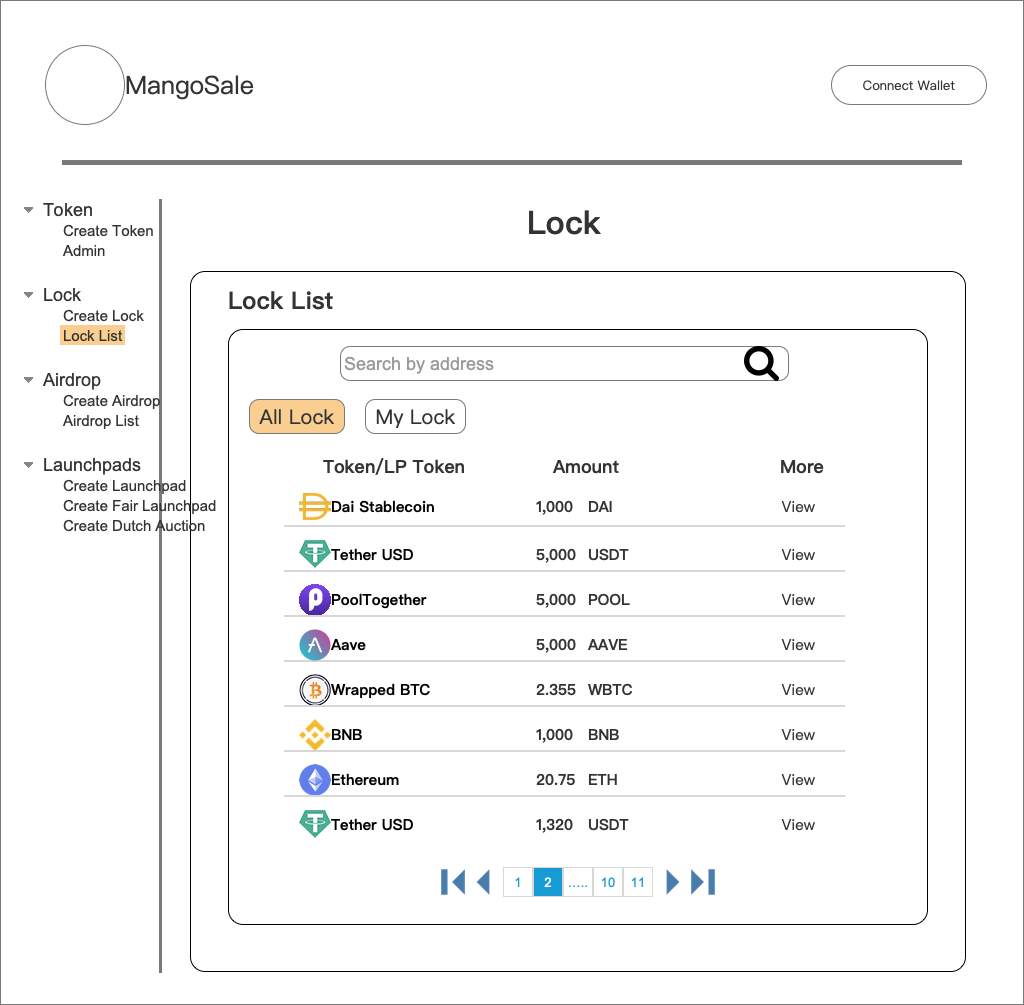 MangoSale
Connect Wallet
Token
Create Token
Admin
Lock
Create Lock
Lock List
Airdrop
Create Airdrop
Airdrop List
Launchpads
Create Launchpad
Create Fair Launchpad
Create Dutch Auction
Lock
Lock List
Search by address
All Lock My Lock
Token/LP Token Amount More
Dai Stablecoin 1,000 DAI View
Tether USD 5,000 USDT View
PoolTogether 5,000 POOL View
Aave 5,000 AAVE View
Wrapped BTC 2.355 WBTC View
BNB 1,000 BNB View
Ethereum 20.75 ETH View
Tether USD 1,320 USDT View
1 2 ..... 10 11